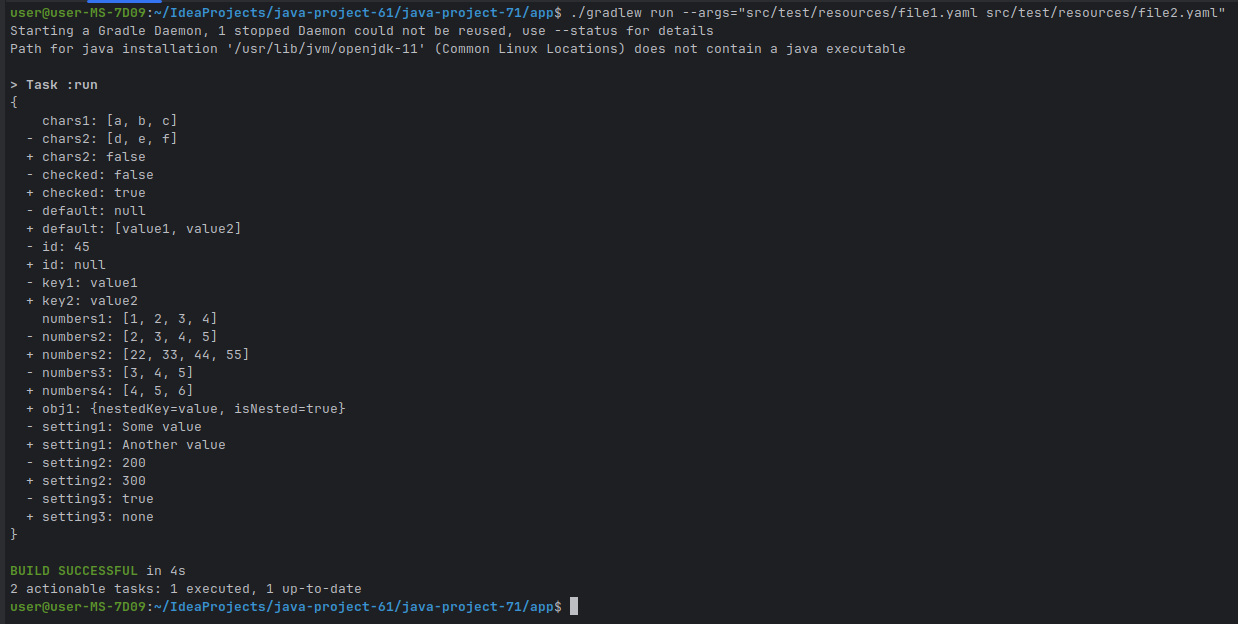 user@user-MS-7D09:~/IdeaProjects/java-project-61/java-project-71/app$ ./gradlew run --args="src/test/resources/file1.yaml src/test/resources/file2.yaml"
Starting a Gradle Daemon, 1 stopped Daemon could not be reused, use --status for details
Path for java installation '/usr/lib/jvm/openjdk-11' (Common Linux Locations) does not contain a java executable

> Task :run
{
    chars1: [a, b, c]
  - chars2: [d, e, f]
  + chars2: false
  - checked: false
  + checked: true
  - default: null
  + default: [value1, value2]
  - id: 45
  + id: null
  - key1: value1
  + key2: value2
    numbers1: [1, 2, 3, 4]
  - numbers2: [2, 3, 4, 5]
  + numbers2: [22, 33, 44, 55]
  - numbers3: [3, 4, 5]
  + numbers4: [4, 5, 6]
  + obj1: {nestedKey=value, isNested=true}
  - setting1: Some value
  + setting1: Another value
  - setting2: 200
  + setting2: 300
  - setting3: true
  + setting3: none
}

BUILD SUCCESSFUL in 4s
2 actionable tasks: 1 executed, 1 up-to-date
user@user-MS-7D09:~/IdeaProjects/java-project-61/java-project-71/app$